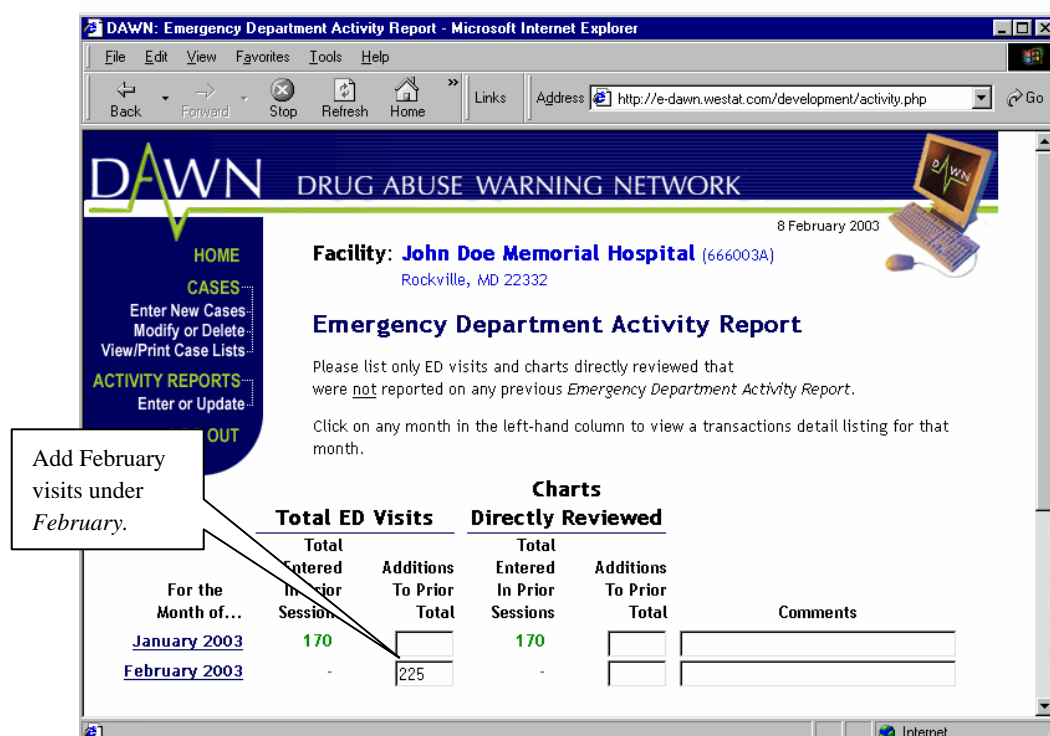 DAWN: Emergency Department Activity Report - Microsoft Internet Explorer
File Edit View Favorites Tools Help
Back Forward Stop Refresh Home » Links Address http://e-dawn.westat.com/development/activity.php Go
DAWN DRUG ABUSE WARNING NETWORK
DAWN
8 February 2003
HOME
CASES
Enter New Cases
Modify or Delete
View/Print Case Lists
ACTIVITY REPORTS
Enter or Update
OUT
Facility: John Doe Memorial Hospital (666003A)
Rockville, MD 22332
Emergency Department Activity Report
Please list only ED visits and charts directly reviewed that
were not reported on any previous Emergency Department Activity Report.
Click on any month in the left-hand column to view a transactions detail listing for that
month.
Add February
visits under
February.
Charts
Total ED Visits Directly Reviewed
Total Total
Entered Additions Entered Additions
For the In Prior To Prior In Prior To Prior
Month of... Sessions Total Sessions Total Comments
January 2003 170 170
February 2003 - 225 -
Internet